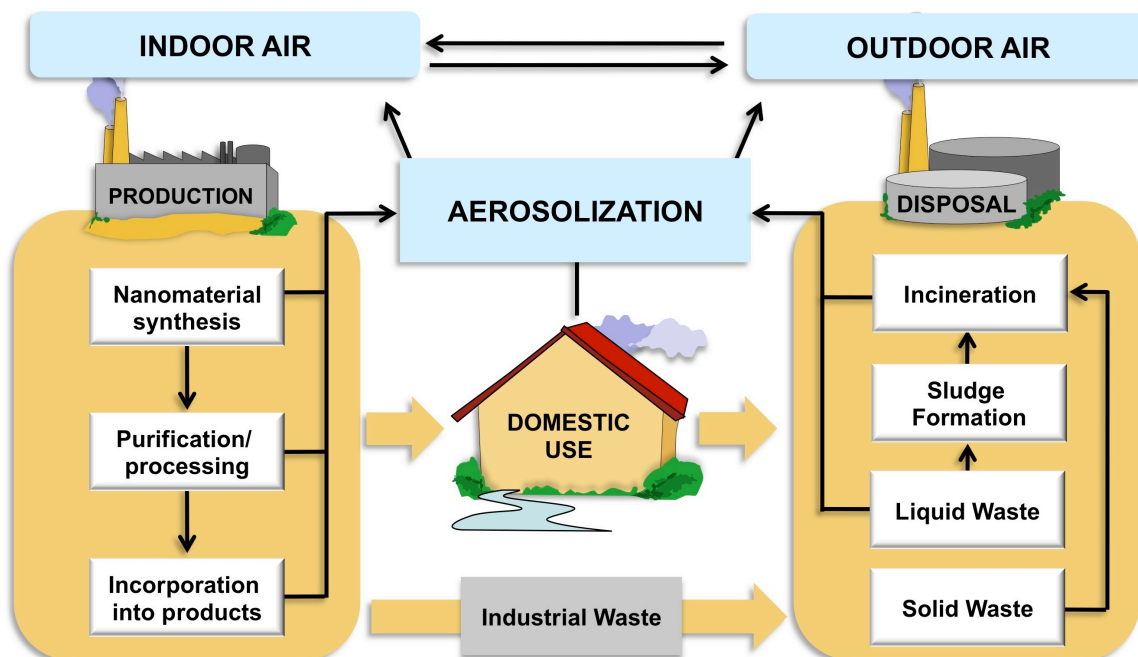 INDOOR AIR
OUTDOOR AIR
PRODUCTION
AEROSOLIZATION
DISPOSAL
Nanomaterial
synthesis
Purification/
processing
Incorporation
into products
DOMESTIC
USE
Industrial Waste
Incineration
Sludge
Formation
Liquid Waste
Solid Waste